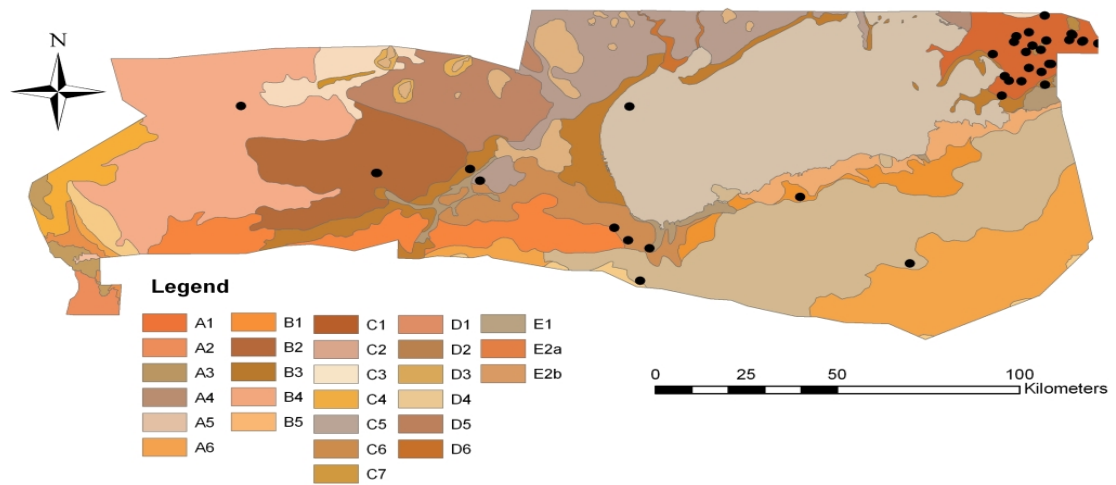 N
Legend
A1 B1 C1 D1 E1
A2 B2 C2 D2 E2a
A3 B3 C3 D3 E2b
A4 B4 C4 D4
A5 B5 C5 D5
A6 C6 D6
C7
0 25 50 100
Kilometers